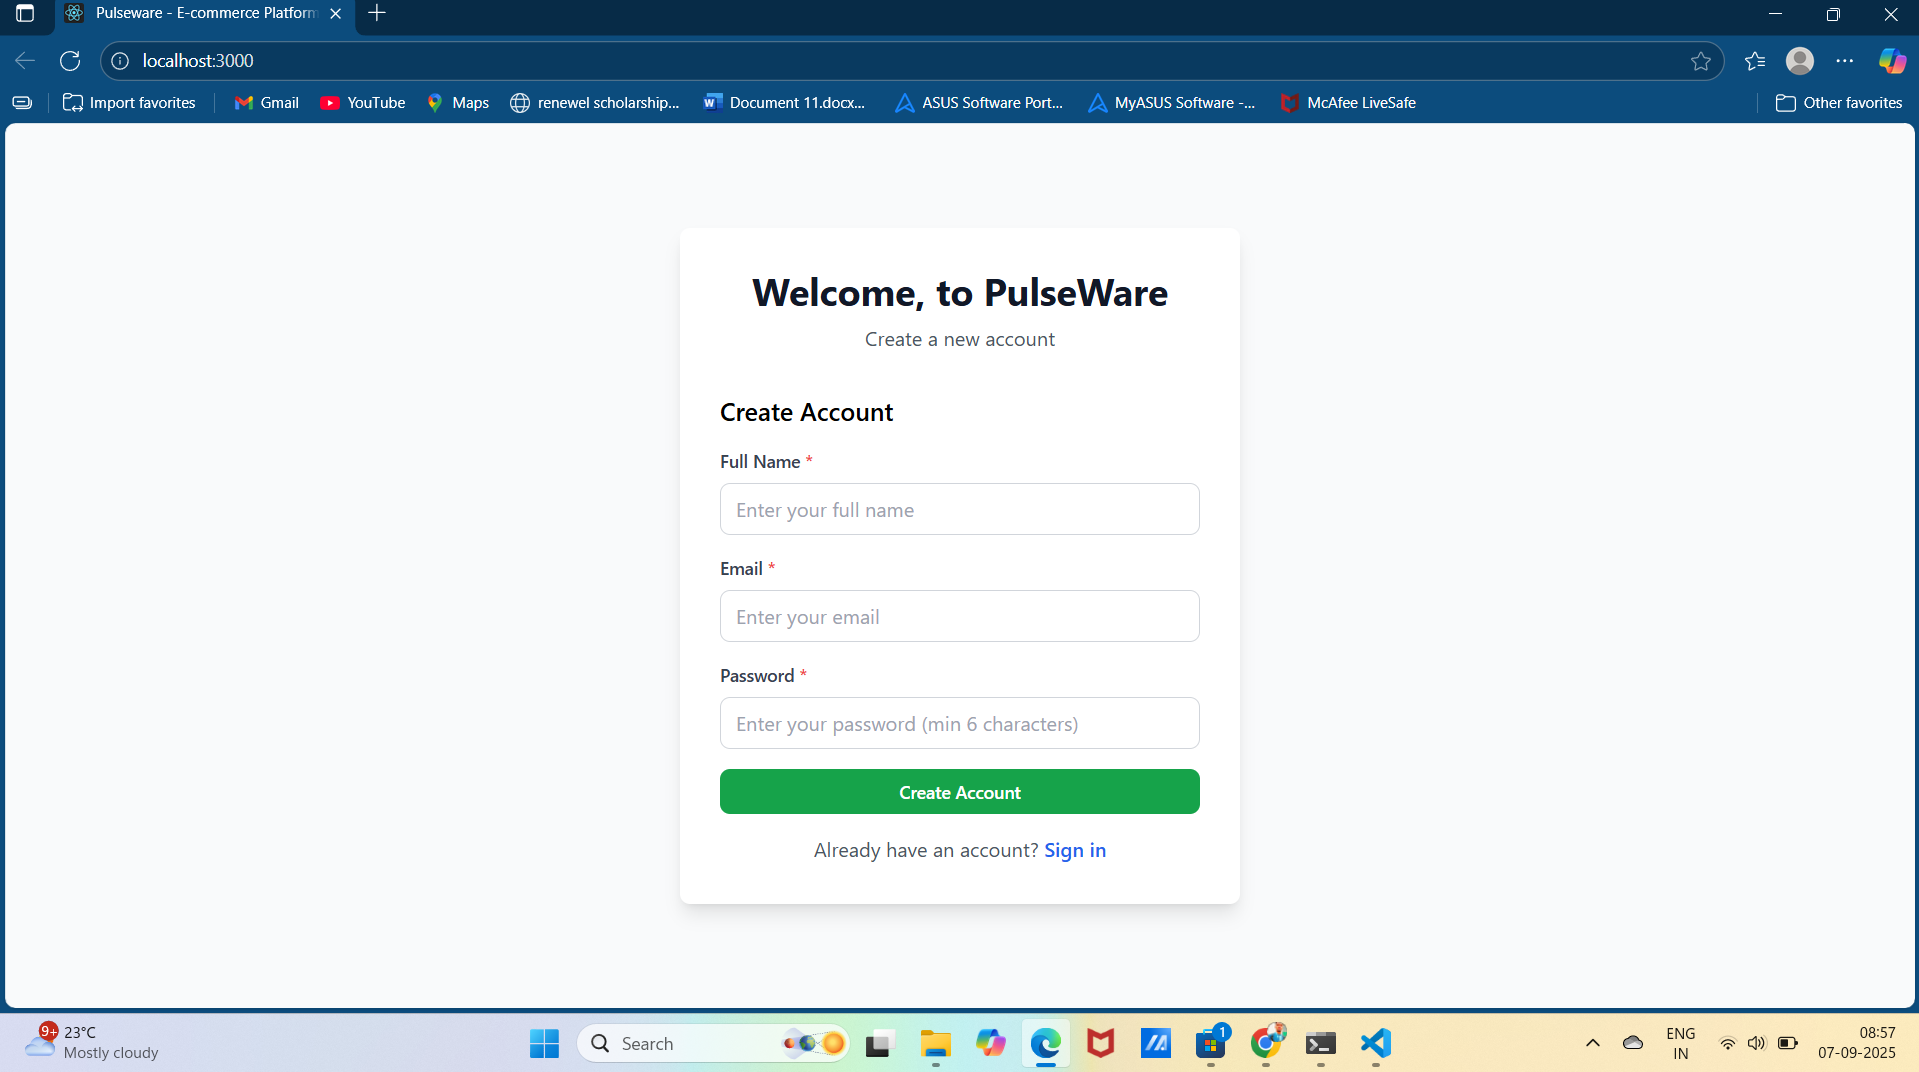 Pulseware - E-commerce Platform
localhost:3000
Import favorites
Gmail
YouTube
Maps
renewel scholarship...
Document 11.docx...
ASUS Software Port...
MyASUS Software -...
McAfee LiveSafe
Other favorites
Welcome, to PulseWare
Create a new account
Create Account
Full Name *
Enter your full name
Email *
Enter your email
Password *
Enter your password (min 6 characters)
Create Account
Already have an account? Sign in
9+
23°C
Mostly cloudy
Search
1
ENG
IN
08:57
07-09-2025